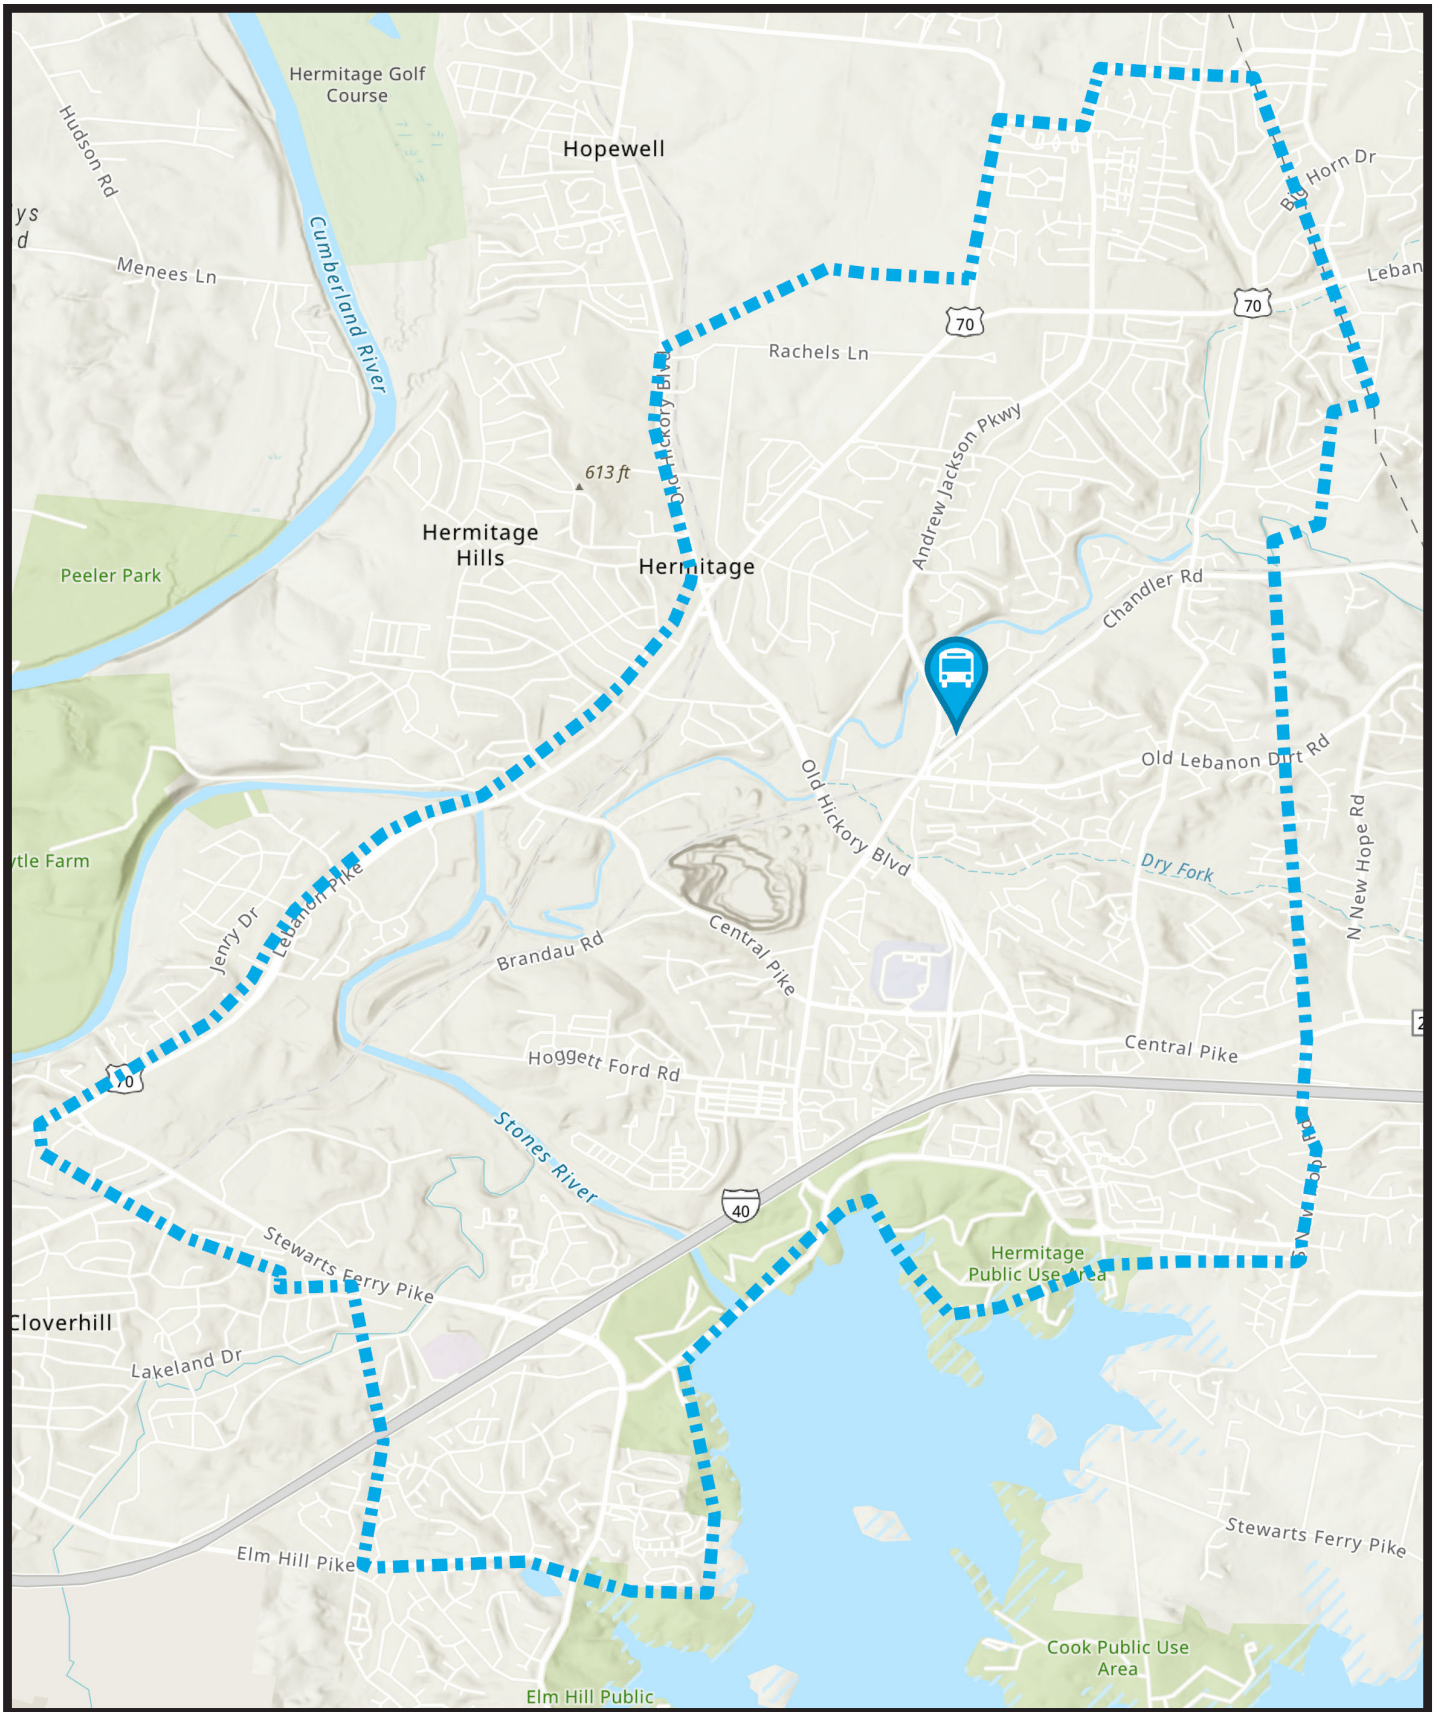 Hermitage Golf
Course
Hudson Rd
Hopewell
Big Horn Dr
ys
d
Menees Ln
Cumberland River
Leban
70
70
Rachels Ln
Old Hickory Blvd
Andrew Jackson Pkwy
613 ft
Hermitage
Hills
Hermitage
Peeler Park
Chandler Rd
Old Lebanon Dirt Rd
Old Hickory Blvd
N New Hope Rd
ytle Farm
Dry Fork
Lebanon Pike
Jenry Dr
Central Pike
Brandau Rd
2
Central Pike
Hoggett Ford Rd
70
Stones River
40
Stewarts Ferry Pike
Hermitage
Public Use Area
Cloverhill
Lakeland Dr
Elm Hill Pike
Stewarts Ferry Pike
Cook Public Use
Area
Elm Hill Public